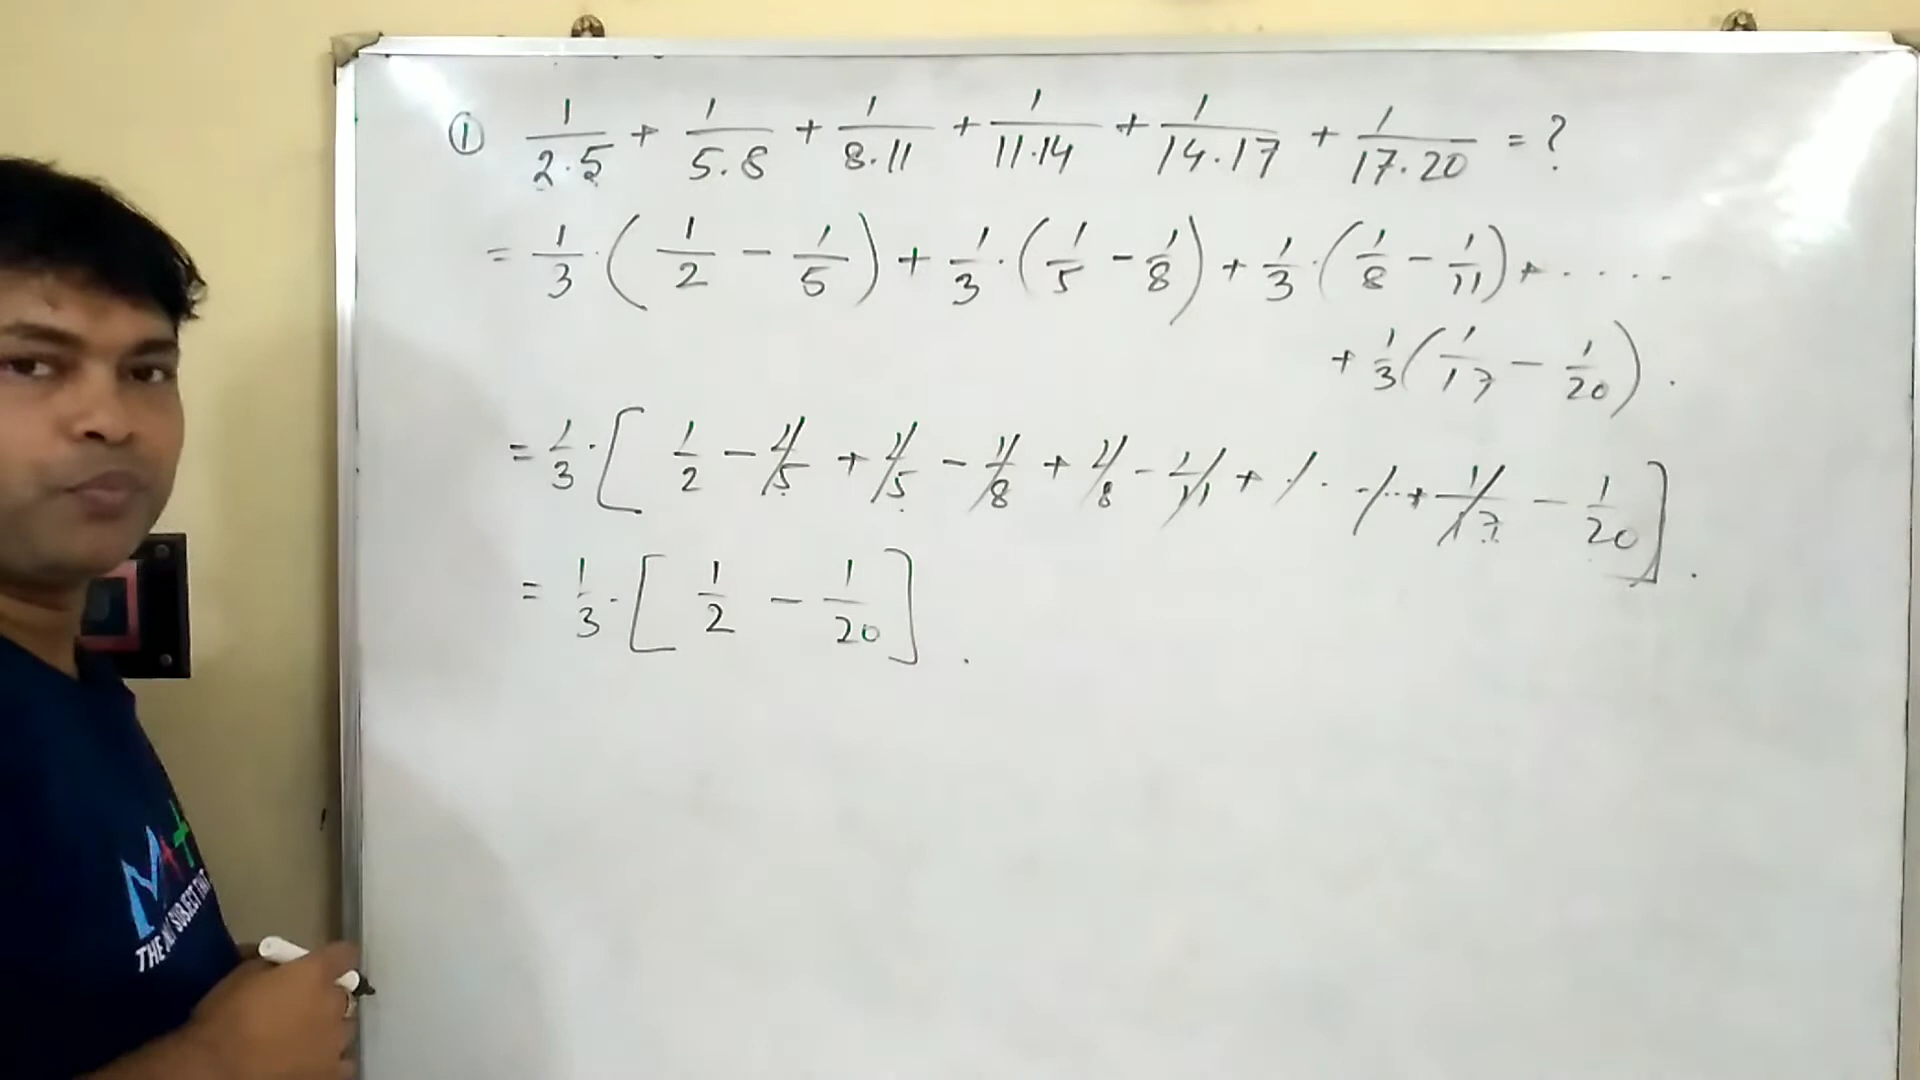 ① 1/2·5 + 1/5·8 + 1/8·11 + 1/11·14 + 1/14·17 + 1/17·20 = ?
= 1/3·(1/2 − 1/5) + 1/3·(1/5 − 1/8) + 1/3·(1/8 − 1/11) + .....
+ 1/3(1/17 − 1/20).
= 1/3·[1/2 − 1/5 + 1/5 − 1/8 + 1/8 − 1/11 + ..... + 1/17 − 1/20].
= 1/3·[1/2 − 1/20].
THE SUBJECT